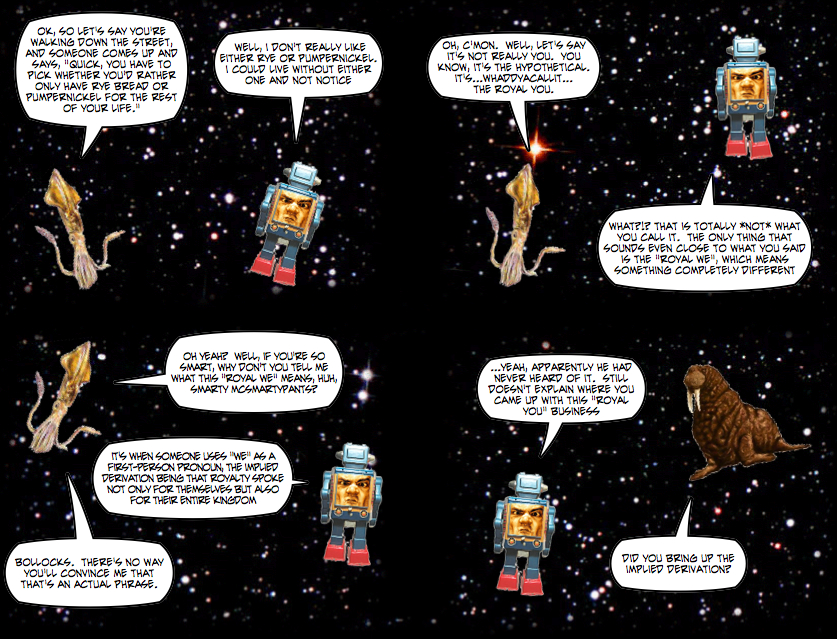 OK, SO LET'S SAY YOU'RE
WALKING DOWN THE STREET,
AND SOMEONE COMES UP AND
SAYS, "QUICK, YOU HAVE TO
PICK WHETHER YOU'D RATHER
ONLY HAVE RYE BREAD OR
PUMPERNICKEL FOR THE REST
OF YOUR LIFE."
WELL, I DON'T REALLY LIKE
EITHER RYE OR PUMPERNICKEL.
I COULD LIVE WITHOUT EITHER
ONE AND NOT NOTICE
OH, C'MON. WELL, LET'S SAY
IT'S NOT REALLY YOU. YOU
KNOW, IT'S THE HYPOTHETICAL.
IT'S...WHADDYACALLIT...
THE ROYAL YOU.
WHAT?!? THAT IS TOTALLY *NOT* WHAT
YOU CALL IT. THE ONLY THING THAT
SOUNDS EVEN CLOSE TO WHAT YOU SAID
IS THE "ROYAL WE", WHICH MEANS
SOMETHING COMPLETELY DIFFERENT
OH YEAH? WELL, IF YOU'RE SO
SMART, WHY DON'T YOU TELL ME
WHAT THIS "ROYAL WE" MEANS, HUH,
SMARTY MCSMARTYPANTS?
IT'S WHEN SOMEONE USES "WE" AS A
FIRST-PERSON PRONOUN, THE IMPLIED
DERIVATION BEING THAT ROYALTY SPOKE
NOT ONLY FOR THEMSELVES BUT ALSO
FOR THEIR ENTIRE KINGDOM
BOLLOCKS. THERE'S NO WAY
YOU'LL CONVINCE ME THAT
THAT'S AN ACTUAL PHRASE.
...YEAH, APPARENTLY HE HAD
NEVER HEARD OF IT. STILL
DOESN'T EXPLAIN WHERE YOU
CAME UP WITH THIS "ROYAL
YOU" BUSINESS
DID YOU BRING UP THE
IMPLIED DERIVATION?